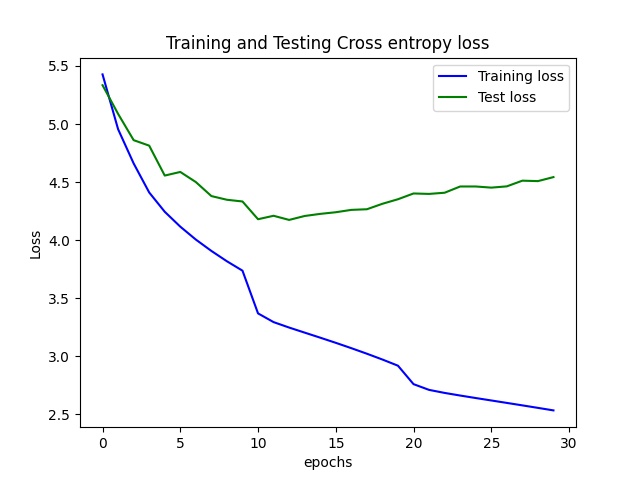 Training and Testing Cross entropy loss
Training loss
Test loss
5.5
5.0
4.5
4.0
3.5
3.0
2.5
Loss
0 5 10 15 20 25 30
epochs